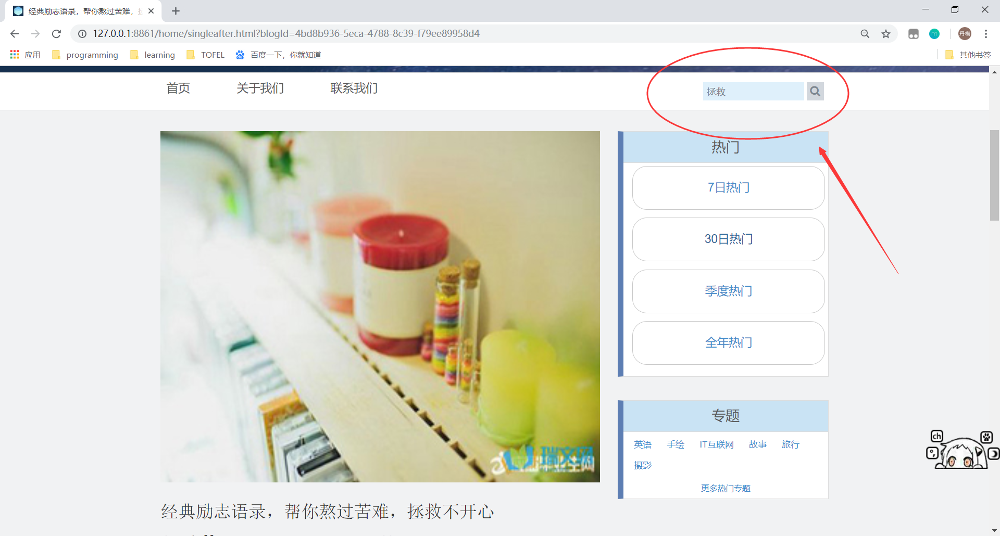 经典励志语录，帮你熬过苦难，
127.0.0.1:8861/home/singleafter.html?blogId=4bd8b936-5eca-4788-8c39-f79ee89958d4
丹梅
应用 programming learning TOFEL 百度一下，你就知道 其他书签
首页 关于我们 联系我们 拯救
热门
7日热门
30日热门
季度热门
全年热门
专题
英语 手绘 IT互联网 故事 旅行
摄影
更多热门专题
ch
瑞文网
经典励志语录，帮你熬过苦难，拯救不开心